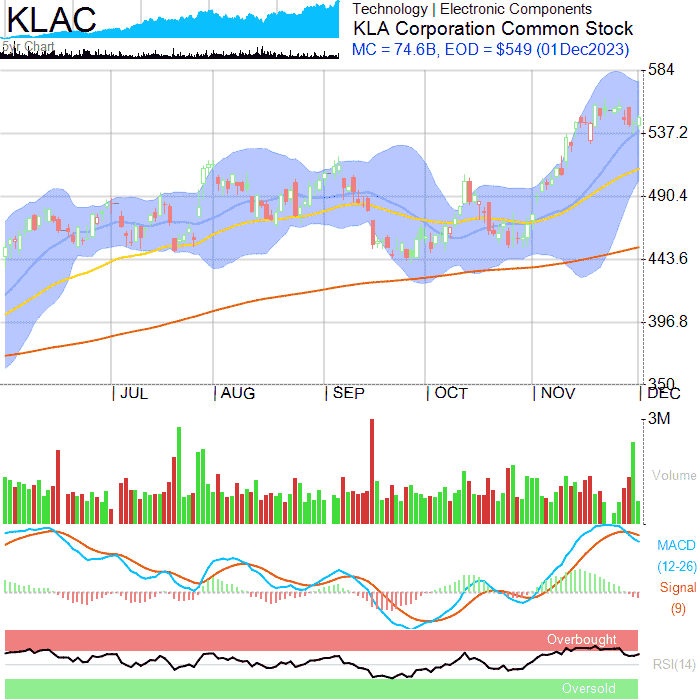 KLAC
5yr Chart
Technology | Electronic Components
KLA Corporation Common Stock
MC = 74.6B, EOD = $549 (01Dec2023)
584
537.2
490.4
443.6
396.8
350
JUL AUG SEP OCT NOV DEC
3M
Volume
MACD
(12-26)
Signal
(9)
Overbought
RSI(14)
Oversold